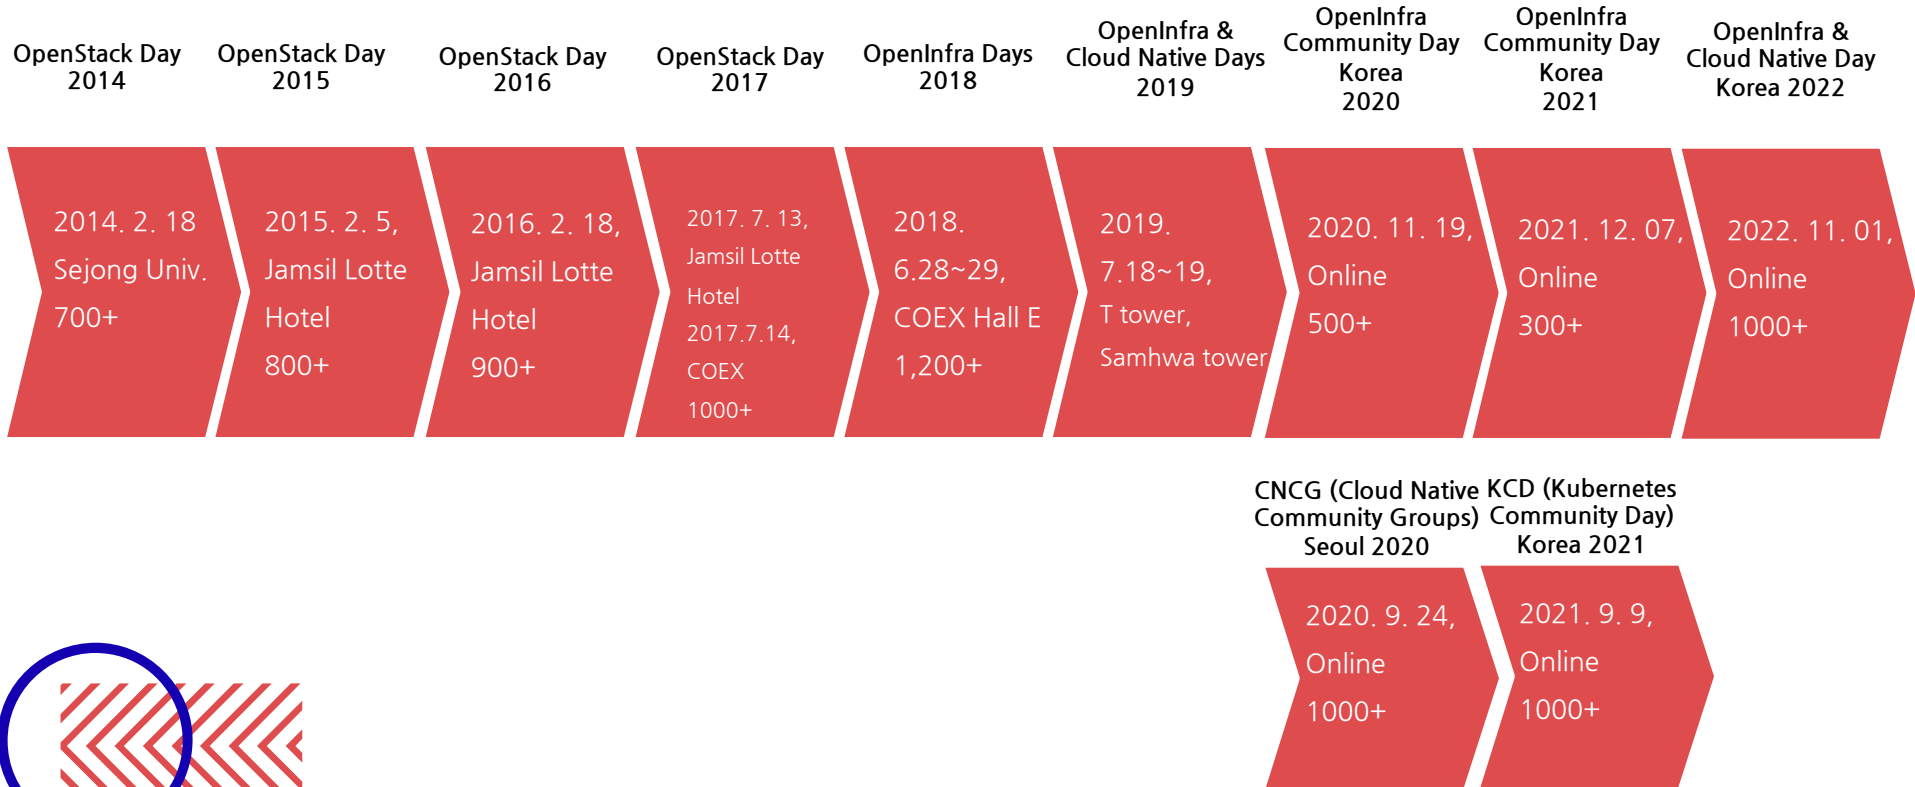 OpenStack Day
2014
OpenStack Day
2015
OpenStack Day
2016
OpenStack Day
2017
OpenInfra Days
2018
OpenInfra &
Cloud Native Days
2019
OpenInfra
Community Day
Korea
2020
OpenInfra
Community Day
Korea
2021
OpenInfra &
Cloud Native Day
Korea 2022
2014. 2. 18
Sejong Univ.
700+
2015. 2. 5,
Jamsil Lotte
Hotel
800+
2016. 2. 18,
Jamsil Lotte
Hotel
900+
2017. 7. 13,
Jamsil Lotte
Hotel
2017.7.14,
COEX
1000+
2018.
6.28~29,
COEX Hall E
1,200+
2019.
7.18~19,
T tower,
Samhwa tower
2020. 11. 19,
Online
500+
2021. 12. 07,
Online
300+
2022. 11. 01,
Online
1000+
CNCG (Cloud Native
Community Groups)
Seoul 2020
KCD (Kubernetes
Community Day)
Korea 2021
2020. 9. 24,
Online
1000+
2021. 9. 9,
Online
1000+